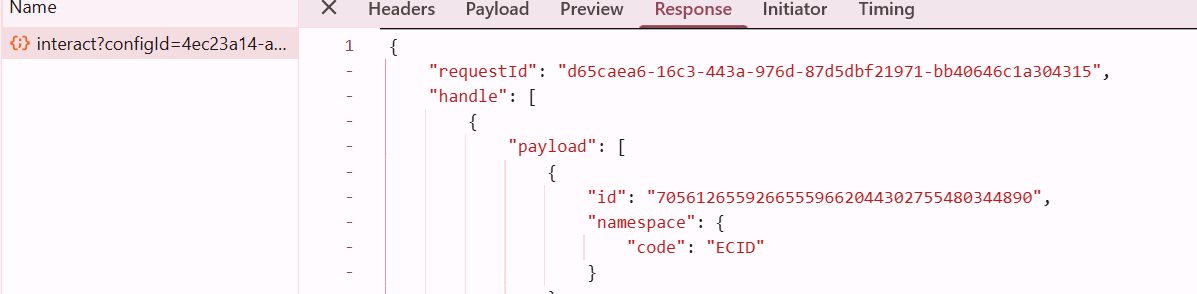 Name
Headers Payload Preview Response Initiator Timing
interact?configId=4ec23a14-a...
1 {
- "requestId": "d65caea6-16c3-443a-976d-87d5dbf21971-bb40646c1a304315",
- "handle": [
- {
- "payload": [
- {
- "id": "70561265592665559662044302755480344890",
- "namespace": {
- "code": "ECID"
- }